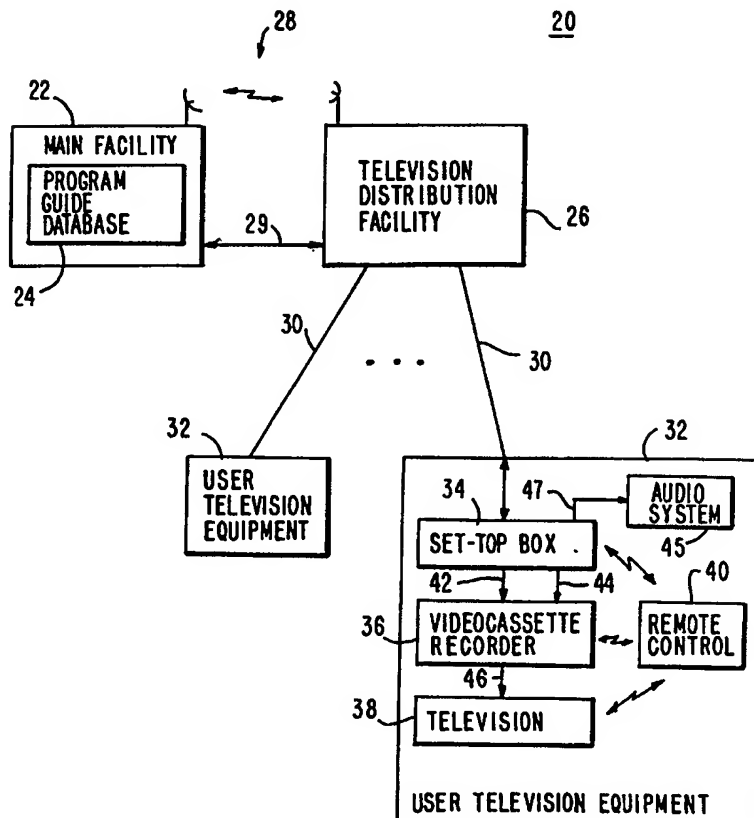 28
20
22
MAIN FACILITY
PROGRAM
GUIDE
DATABASE
24
29
TELEVISION
DISTRIBUTION
FACILITY
26
30
. . .
30
32
USER
TELEVISION
EQUIPMENT
32
34
47
AUDIO
SYSTEM
45
SET-TOP BOX .
42
44
40
36
VIDEOCASSETTE
RECORDER
REMOTE
CONTROL
46
38
TELEVISION
USER TELEVISION EQUIPMENT